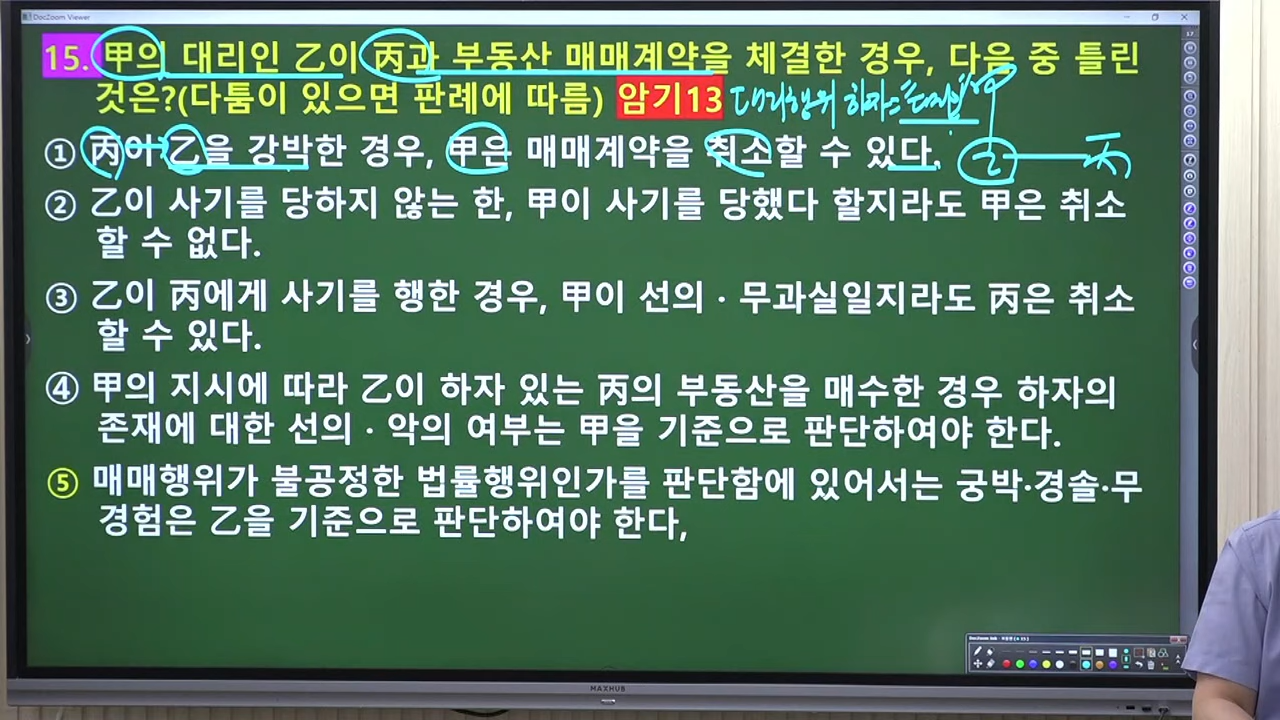 DocZoom Viewer
15. 甲의 대리인 乙이 丙과 부동산 매매계약을 체결한 경우, 다음 중 틀린
것은?(다툼이 있으면 판례에 따름) 암기13 대리행위 하자:
① 丙이 乙을 강박한 경우, 甲은 매매계약을 취소할 수 있다. 乙 丙
② 乙이 사기를 당하지 않는 한, 甲이 사기를 당했다 할지라도 甲은 취소
할 수 없다.
③ 乙이 丙에게 사기를 행한 경우, 甲이 선의·무과실일지라도 丙은 취소
할 수 있다.
④ 甲의 지시에 따라 乙이 하자 있는 丙의 부동산을 매수한 경우 하자의
존재에 대한 선의·악의 여부는 甲을 기준으로 판단하여야 한다.
⑤ 매매행위가 불공정한 법률행위인가를 판단함에 있어서는 궁박·경솔·무
경험은 乙을 기준으로 판단하여야 한다,
MAXHUB